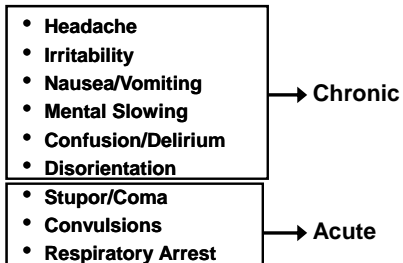 • Headache
• Irritability
• Nausea/Vomiting
• Mental Slowing
• Confusion/Delirium
• Disorientation
Chronic
• Stupor/Coma
• Convulsions
• Respiratory Arrest
Acute